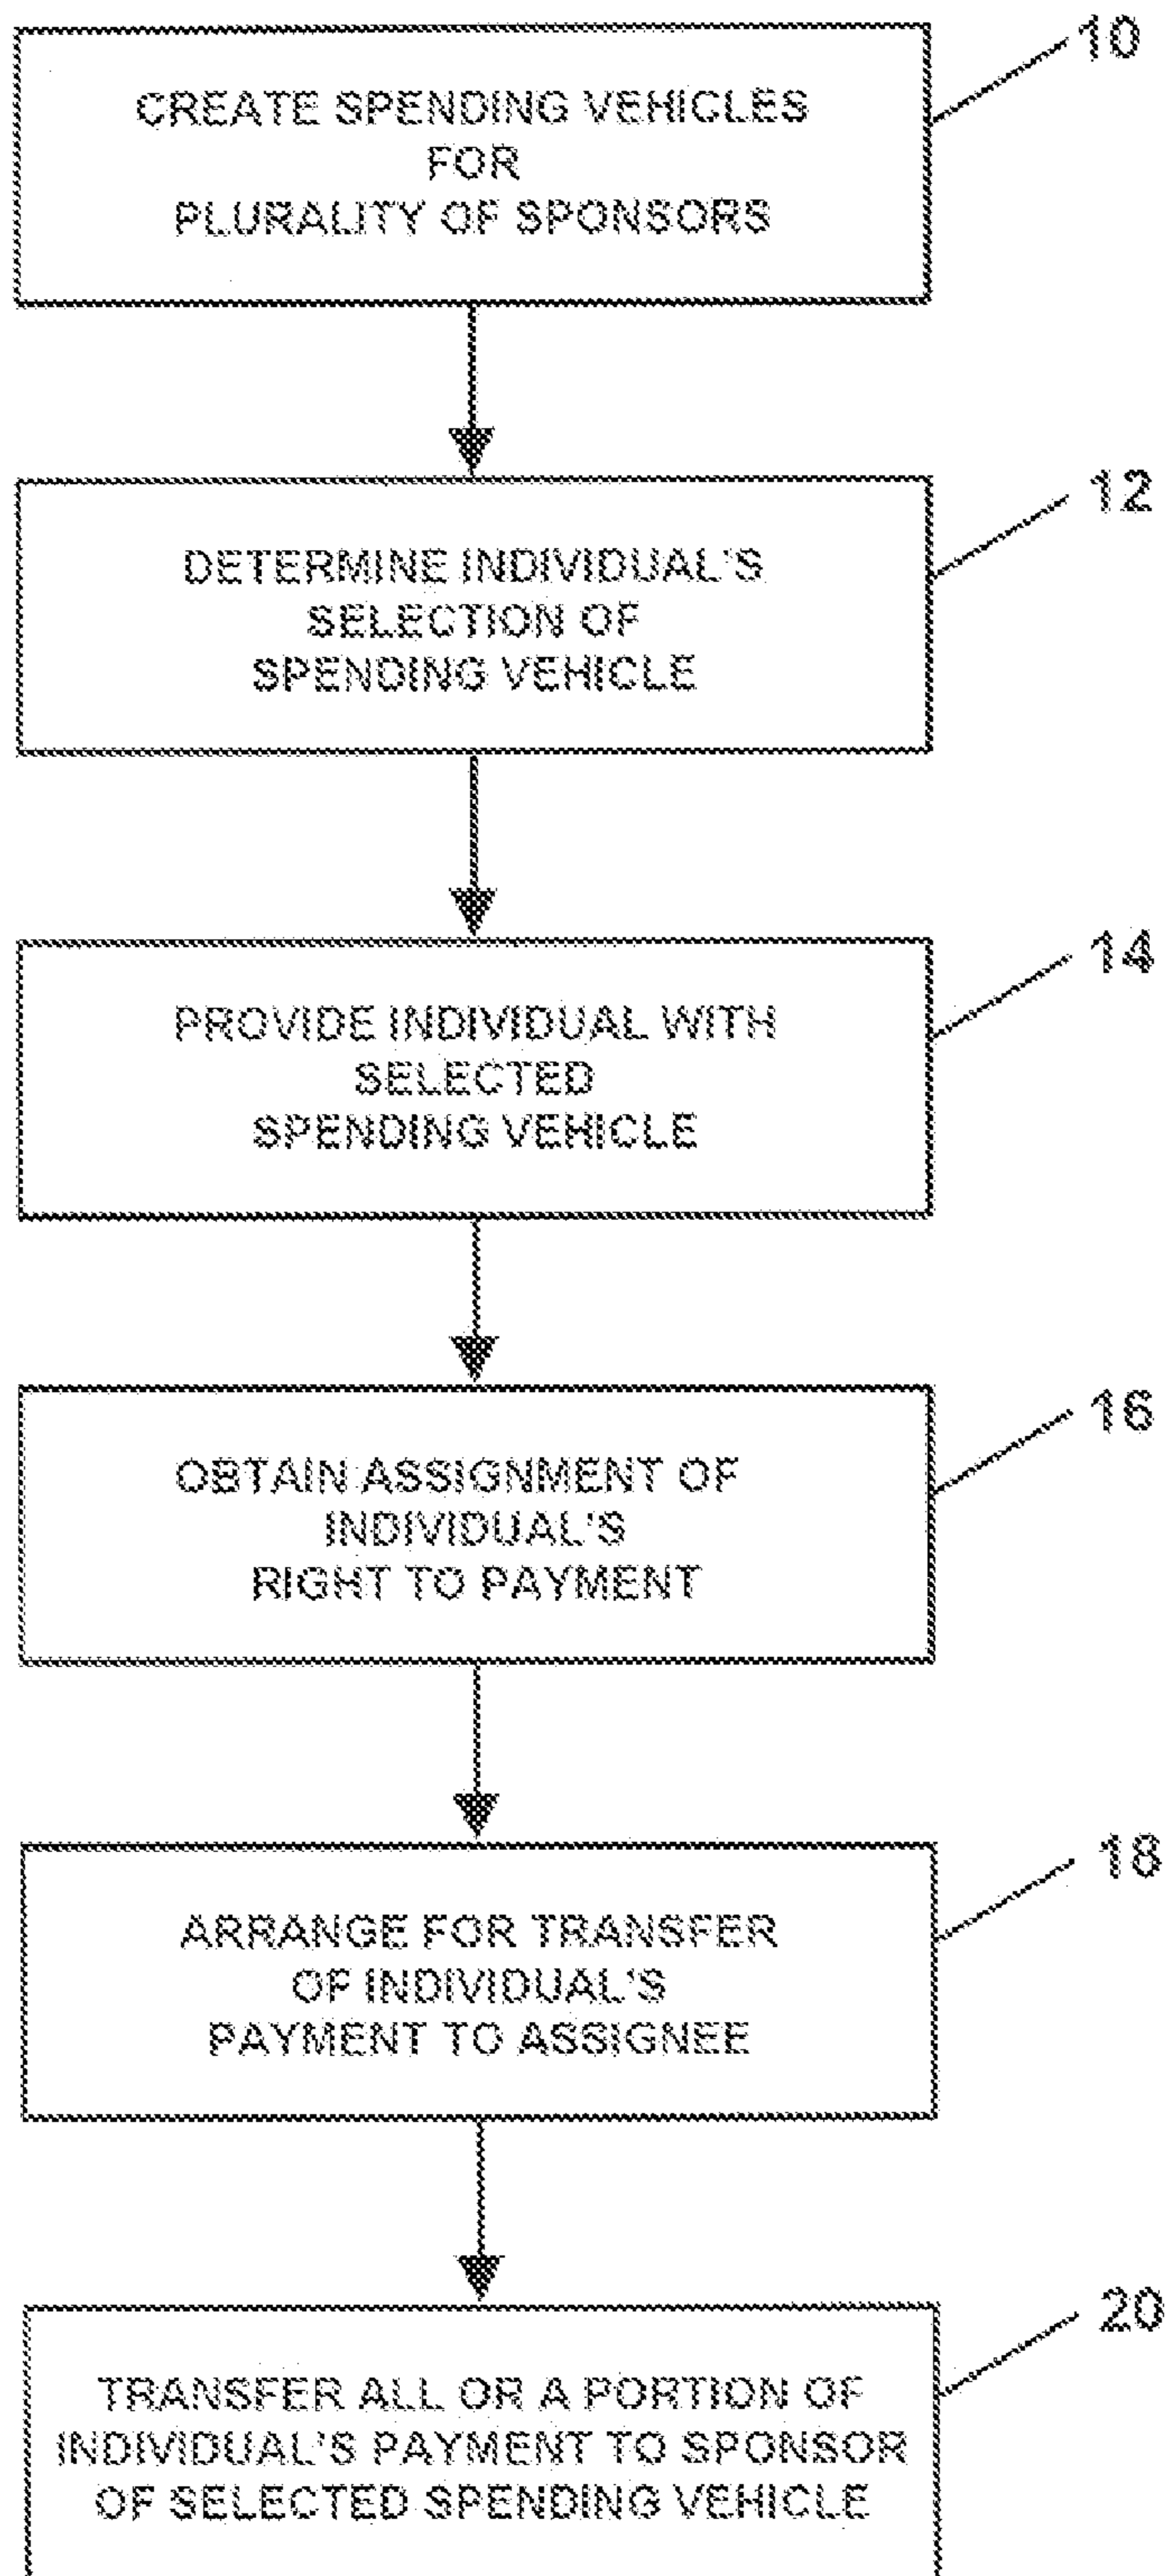 10
CREATE SPENDING VEHICLES
FOR
PLURALITY OF SPONSORS
12
DETERMINE INDIVIDUAL'S
SELECTION OF
SPENDING VEHICLE
14
PROVIDE INDIVIDUAL WITH
SELECTED
SPENDING VEHICLE
16
OBTAIN ASSIGNMENT OF
INDIVIDUAL'S
RIGHT TO PAYMENT
18
ARRANGE FOR TRANSFER
OF INDIVIDUAL'S
PAYMENT TO ASSIGNEE
20
TRANSFER ALL OR A PORTION OF
INDIVIDUAL'S PAYMENT TO SPONSOR
OF SELECTED SPENDING VEHICLE